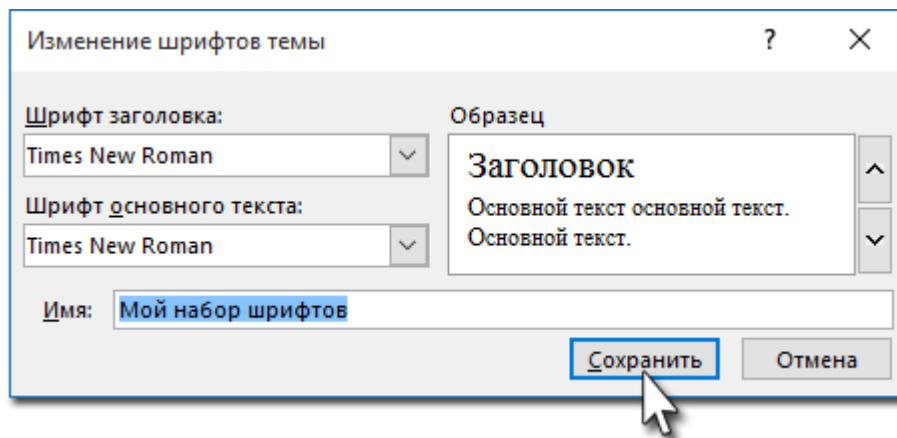 Изменение шрифтов темы ?
Шрифт заголовка:
Times New Roman
Шрифт основного текста:
Times New Roman
Образец
Заголовок
Основной текст основной текст.
Основной текст.
Имя: Мой набор шрифтов
Сохранить Отмена